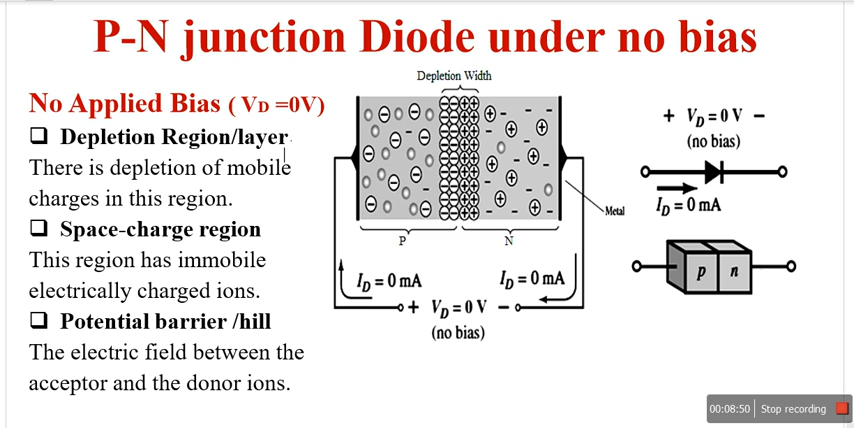 P-N junction Diode under no bias
No Applied Bias ( VD =0V)
❑ Depletion Region/layer
There is depletion of mobile
charges in this region.
❑ Space-charge region
This region has immobile
electrically charged ions.
❑ Potential barrier /hill
The electric field between the
acceptor and the donor ions.
Depletion Width
P
N
Metal
ID = 0 mA
ID = 0 mA
+ VD = 0 V −
(no bias)
+ VD = 0 V −
(no bias)
ID = 0 mA
p n
00:08:50 Stop recording